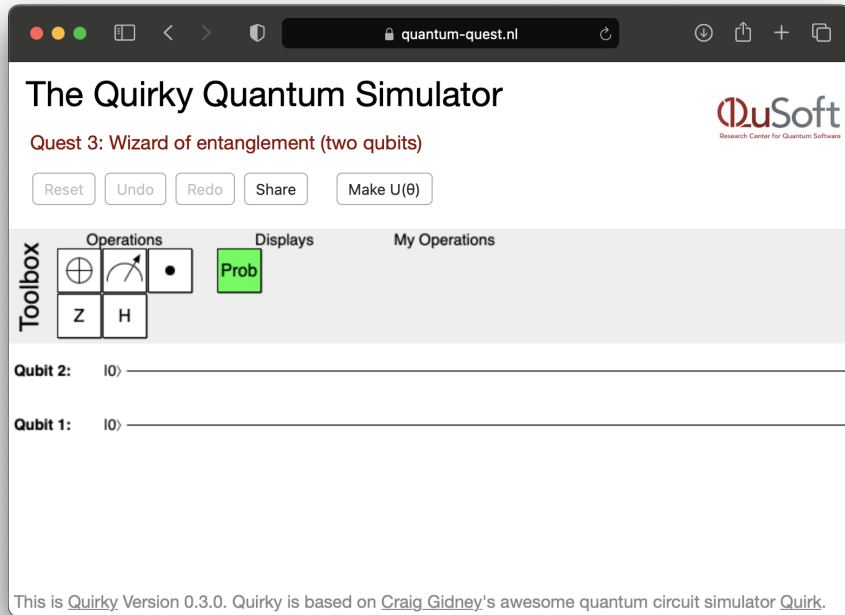 quantum-quest.nl
The Quirky Quantum Simulator
QuSoft
Research Center for Quantum Software
Quest 3: Wizard of entanglement (two qubits)
Reset Undo Redo Share Make U(θ)
Toolbox
Operations Displays My Operations
Prob
Z H
Qubit 2: |0⟩
Qubit 1: |0⟩
This is Quirky Version 0.3.0. Quirky is based on Craig Gidney's awesome quantum circuit simulator Quirk.